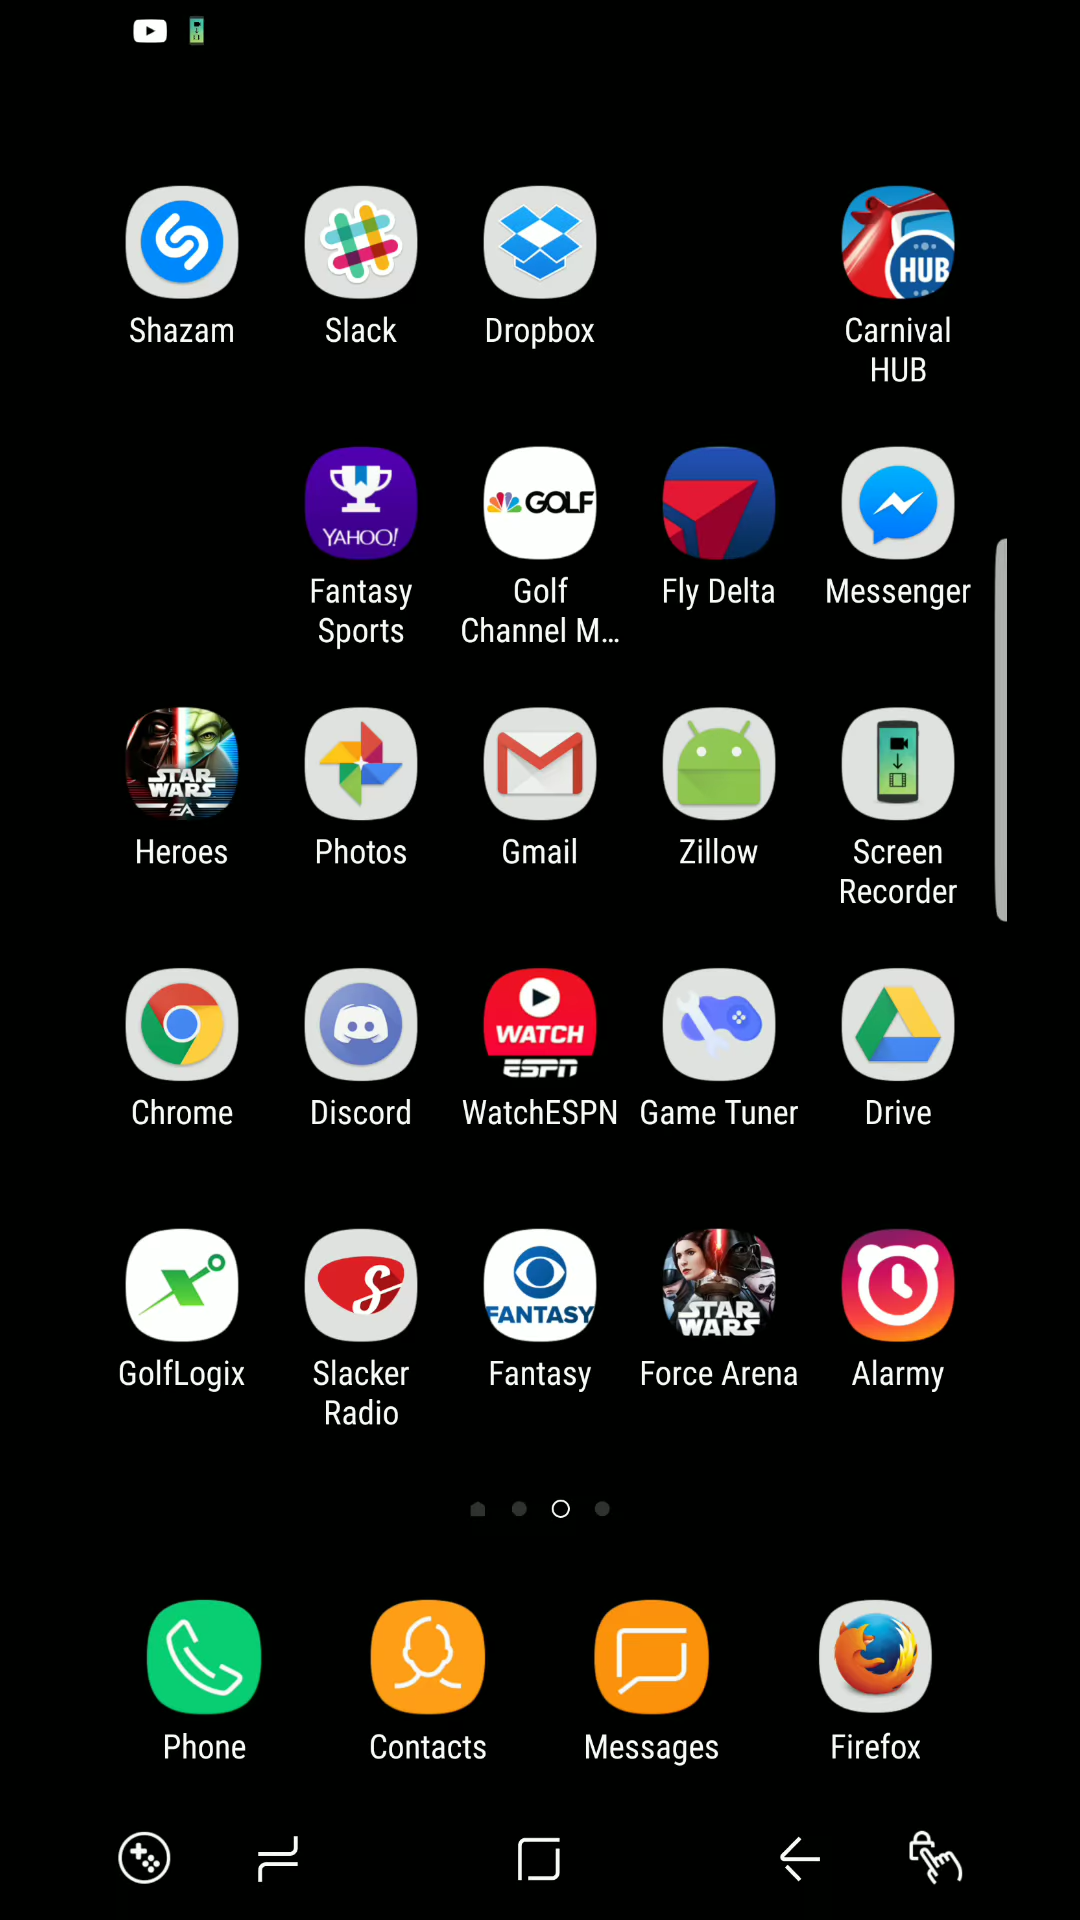 HUB
Shazam
Slack
Dropbox
Carnival
HUB
YAHOO!
GOLF
Fantasy
Sports
Golf
Channel M...
Fly Delta
Messenger
STAR
WARS
EA
Heroes
Photos
Gmail
Zillow
Screen
Recorder
WATCH
ESPN
Chrome
Discord
WatchESPN
Game Tuner
Drive
FANTASY
STAR
WARS
GolfLogix
Slacker
Radio
Fantasy
Force Arena
Alarmy
Phone
Contacts
Messages
Firefox